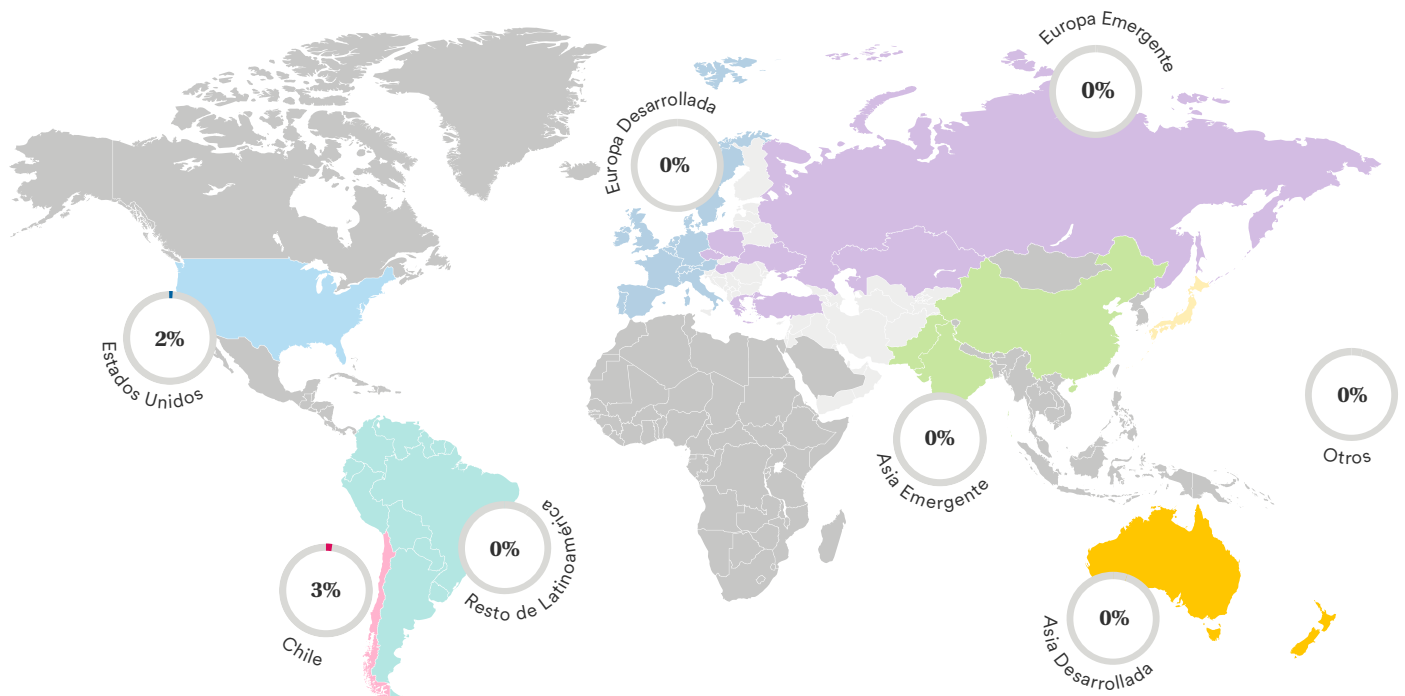 Europa Emergente
0%
Europa Desarrollada
0%
2%
Estados Unidos
0%
Otros
0%
Asia Emergente
0%
Resto de Latinoamérica
3%
Chile
0%
Asia Desarrollada